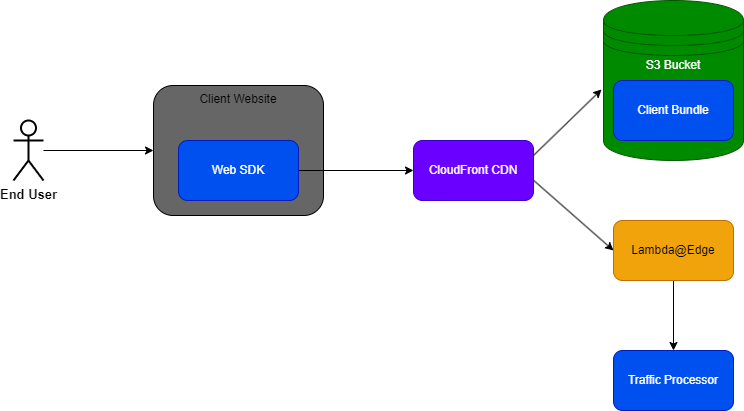 S3 Bucket
Client Website
Client Bundle
Web SDK
CloudFront CDN
End User
Lambda@Edge
Traffic Processor